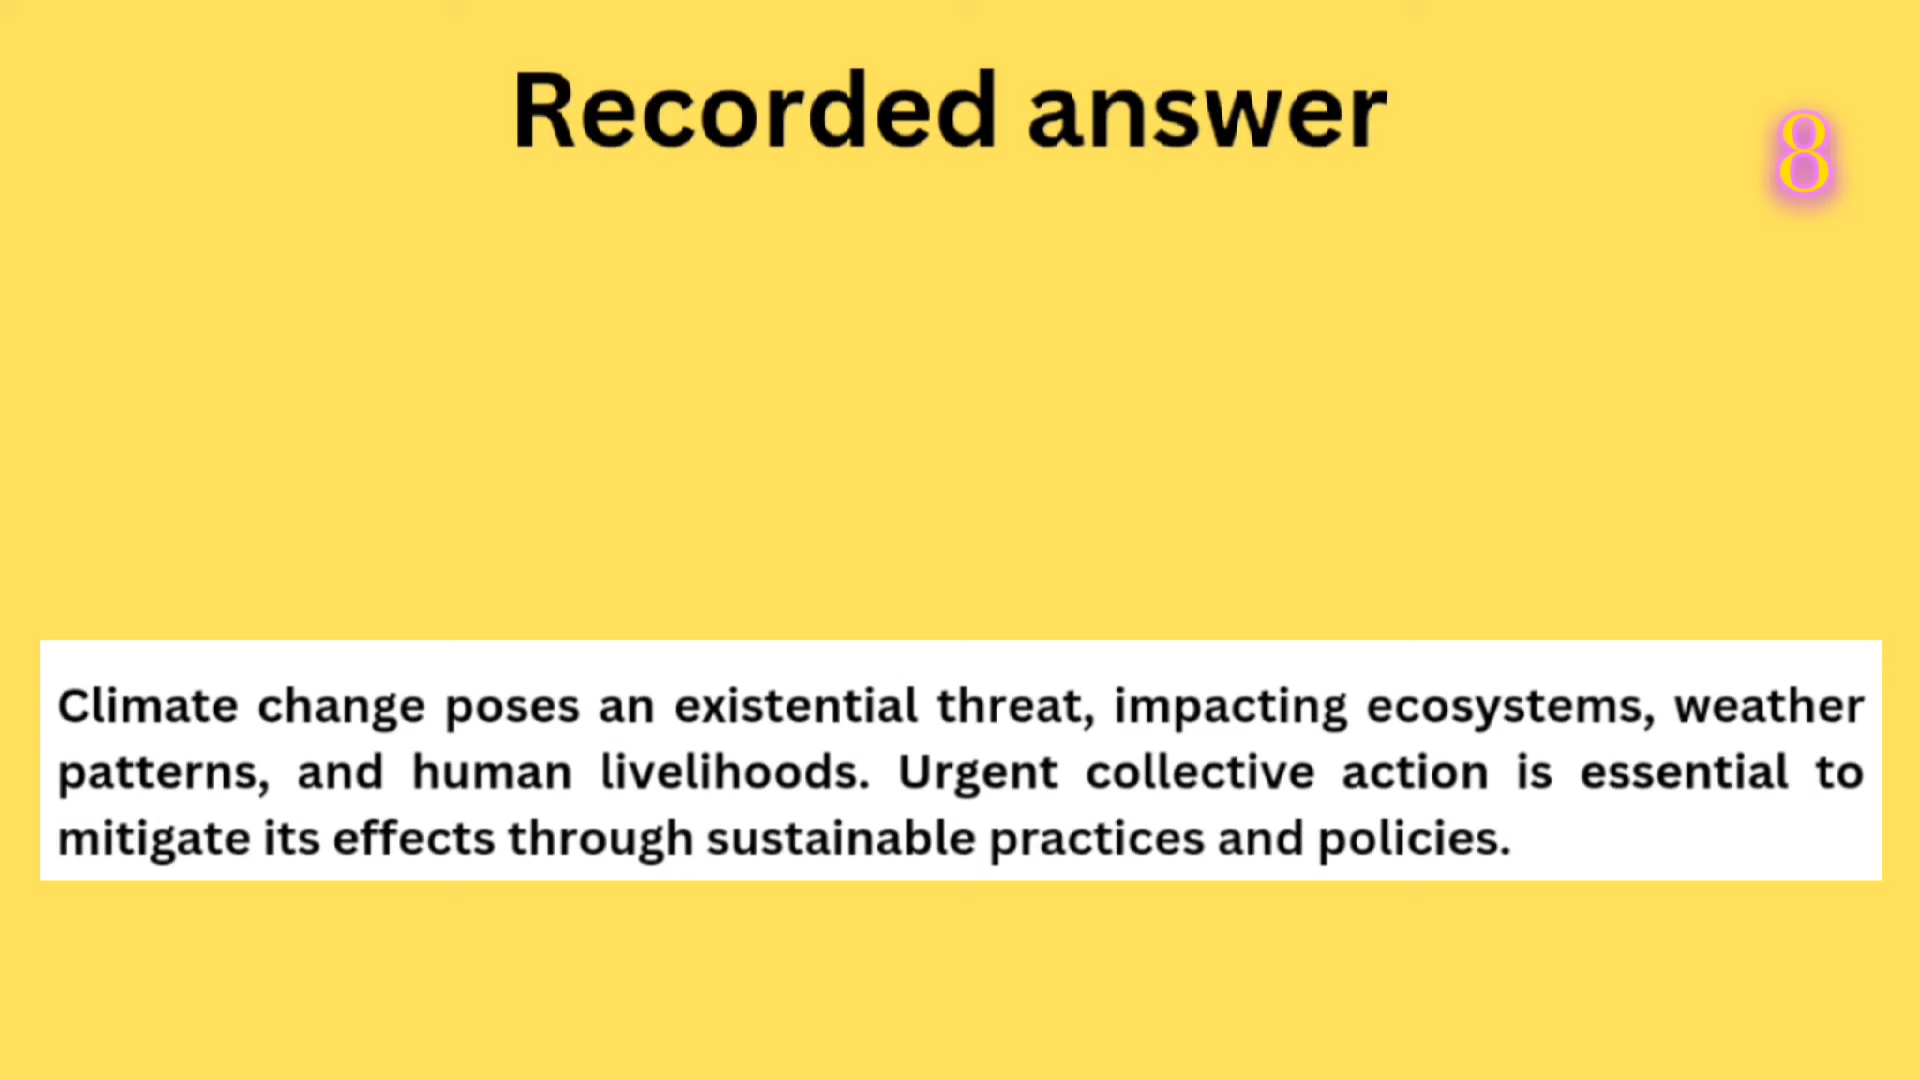 Recorded answer
8
Climate change poses an existential threat, impacting ecosystems, weather
patterns, and human livelihoods. Urgent collective action is essential to
mitigate its effects through sustainable practices and policies.